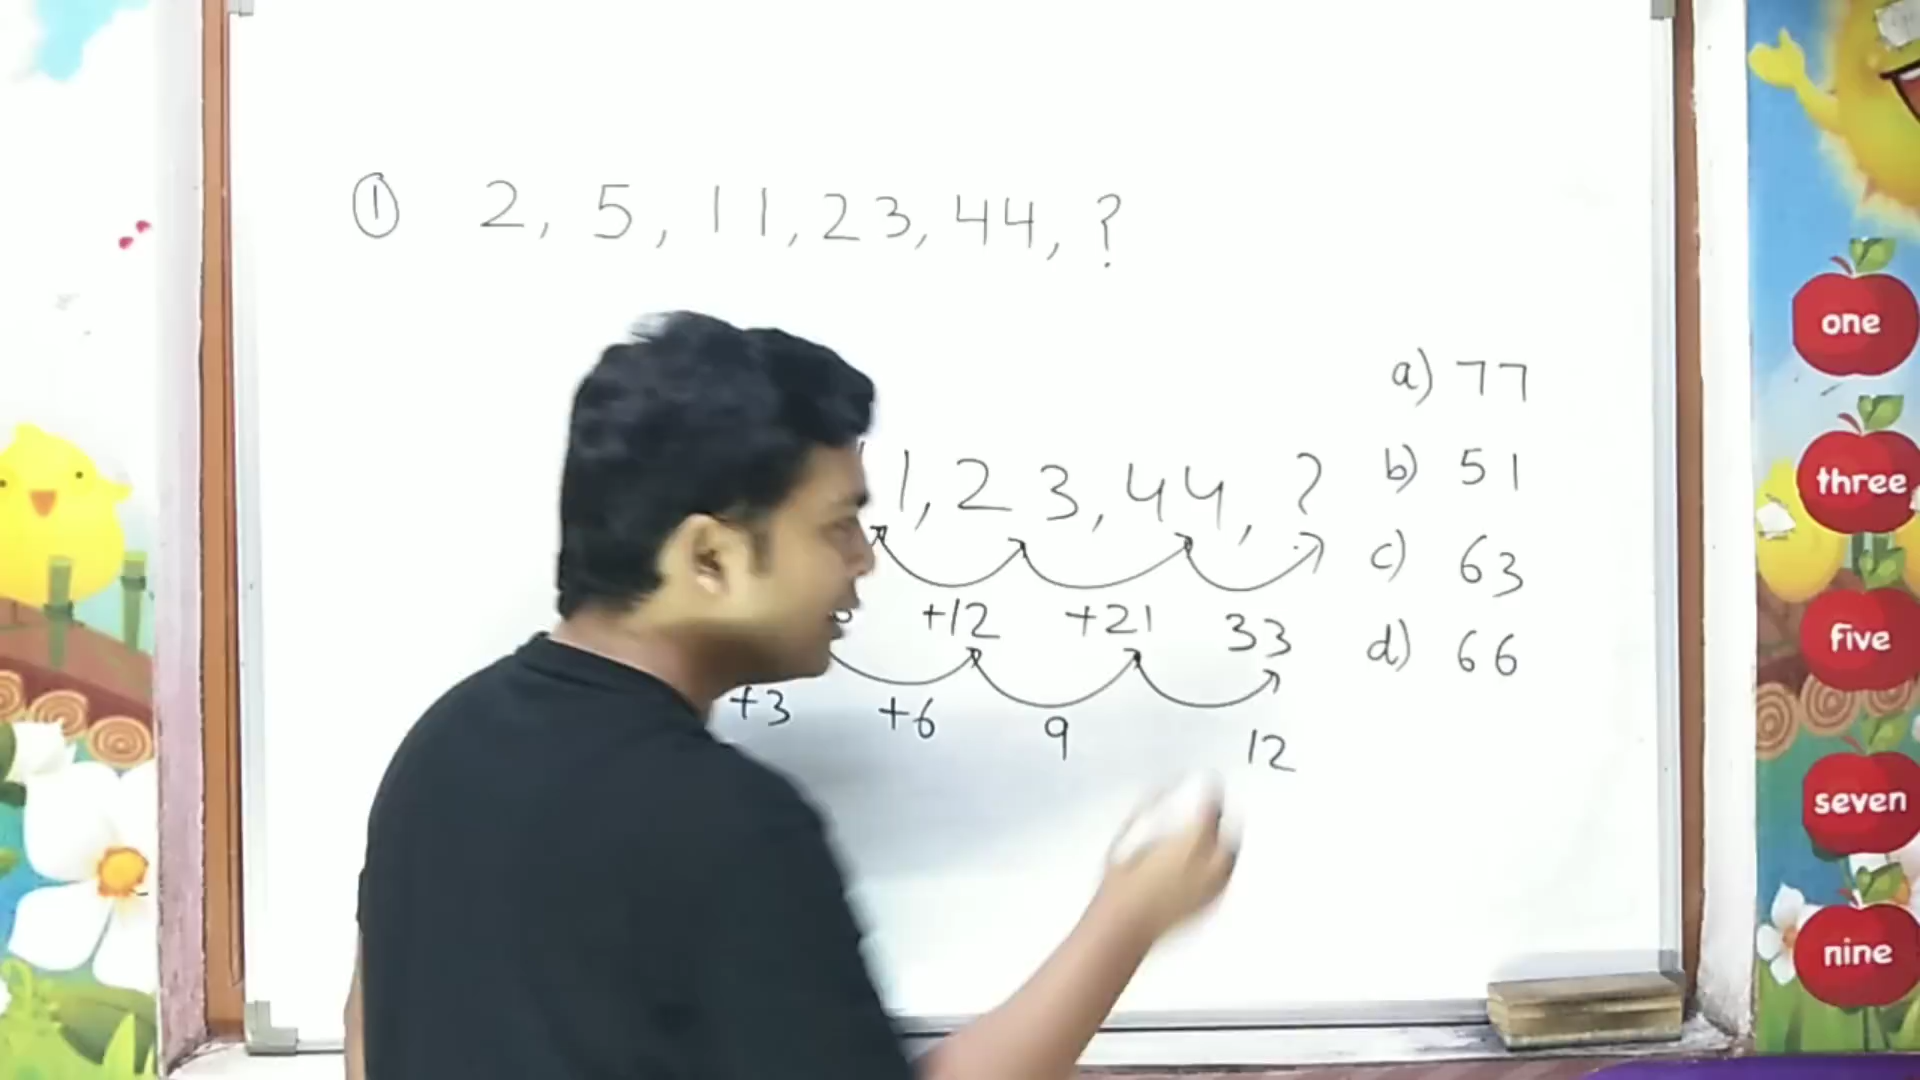 ① 2, 5, 11, 23, 44, ?
a) 77
1, 23, 44, ?
b) 51
c) 63
+12 +21 33
d) 66
+3 +6 9 12
one
three
five
seven
nine